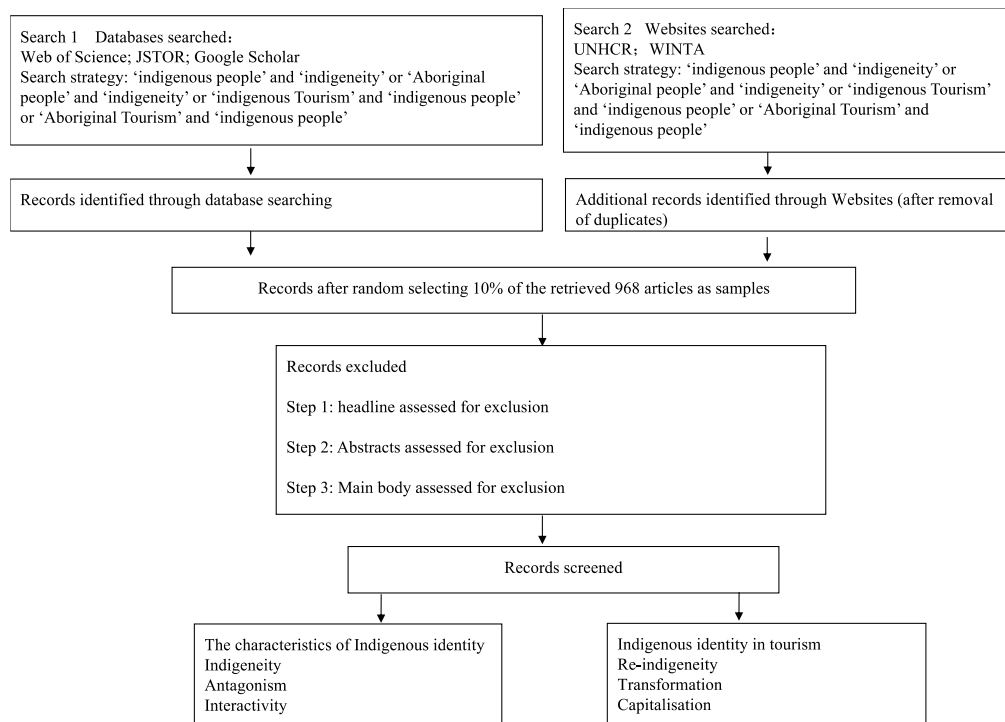 Search 1 Databases searched：
Web of Science; JSTOR; Google Scholar
Search strategy: ‘indigenous people’ and ‘indigeneity’ or ‘Aboriginal
people’ and ‘indigeneity’ or ‘indigenous Tourism’ and ‘indigenous people’
or ‘Aboriginal Tourism’ and ‘indigenous people’
Search 2 Websites searched：
UNHCR；WINTA
Search strategy: ‘indigenous people’ and ‘indigeneity’ or
‘Aboriginal people’ and ‘indigeneity’ or ‘indigenous Tourism’
and ‘indigenous people’ or ‘Aboriginal Tourism’ and
‘indigenous people’
Records identified through database searching
Additional records identified through Websites (after removal
of duplicates)
Records after random selecting 10% of the retrieved 968 articles as samples
Records excluded
Step 1: headline assessed for exclusion
Step 2: Abstracts assessed for exclusion
Step 3: Main body assessed for exclusion
Records screened
The characteristics of Indigenous identity
Indigeneity
Antagonism
Interactivity
Indigenous identity in tourism
Re-indigeneity
Transformation
Capitalisation